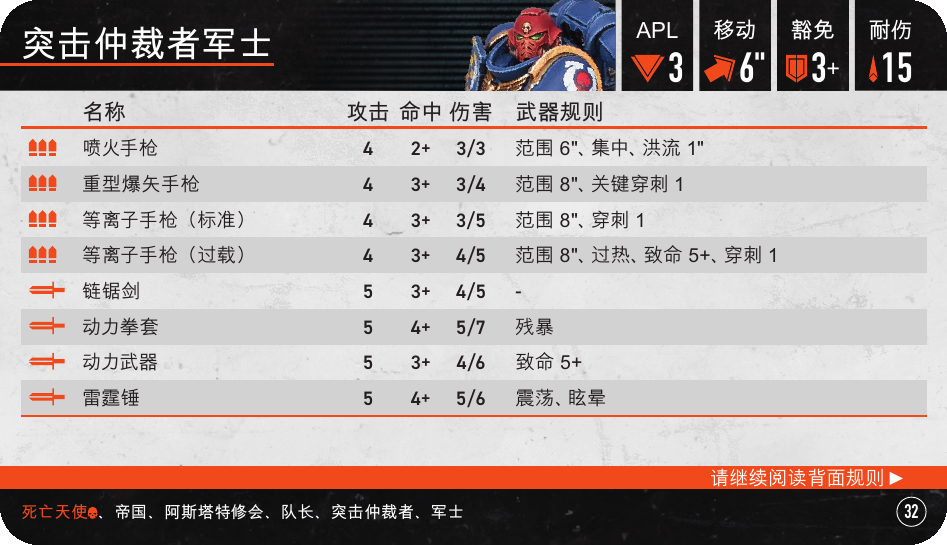 突击仲裁者军士
APL 移动 豁免 耐伤
3 6" 3+ 15
名称 攻击 命中 伤害 武器规则
喷火手枪 4 2+ 3/3 范围 6"、集中、洪流 1"
重型爆矢手枪 4 3+ 3/4 范围 8"、关键穿刺 1
等离子手枪（标准） 4 3+ 3/5 范围 8"、穿刺 1
等离子手枪（过载） 4 3+ 4/5 范围 8"、过热、致命 5+、穿刺 1
链锯剑 5 3+ 4/5 -
动力拳套 5 4+ 5/7 残暴
动力武器 5 3+ 4/6 致命 5+
雷霆锤 5 4+ 5/6 震荡、眩晕
请继续阅读背面规则 ▶
死亡天使、帝国、阿斯塔特修会、队长、突击仲裁者、军士 32